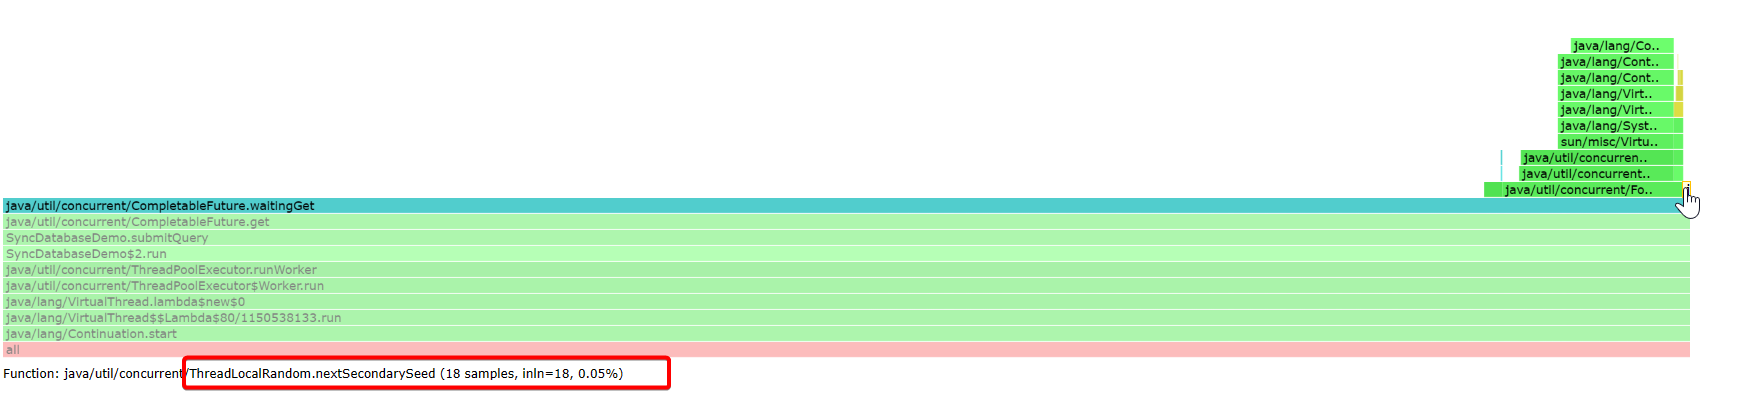 java/lang/Co..
java/lang/Cont..
java/lang/Cont..
java/lang/Virt..
java/lang/Virt..
java/lang/Syst..
sun/misc/Virtu..
java/util/concurren..
java/util/concurrent..
java/util/concurrent/Fo..
java/util/concurrent/CompletableFuture.waitingGet
java/util/concurrent/CompletableFuture.get
SyncDatabaseDemo.submitQuery
SyncDatabaseDemo$2.run
java/util/concurrent/ThreadPoolExecutor.runWorker
java/util/concurrent/ThreadPoolExecutor$Worker.run
java/lang/VirtualThread.lambda$new$0
java/lang/VirtualThread$$Lambda$80/1150538133.run
java/lang/Continuation.start
all
Function: java/util/concurrent/ThreadLocalRandom.nextSecondarySeed (18 samples, inln=18, 0.05%)